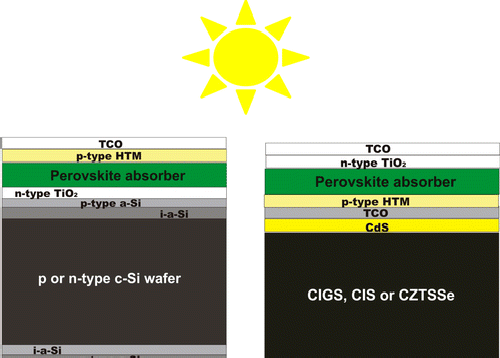 TCO
p-type HTM
Perovskite absorber
n-type TiO₂
p-type a-Si
i-a-Si
p or n-type c-Si wafer
i-a-Si
TCO
n-type TiO₂
Perovskite absorber
p-type HTM
TCO
CdS
CIGS, CIS or CZTSSe